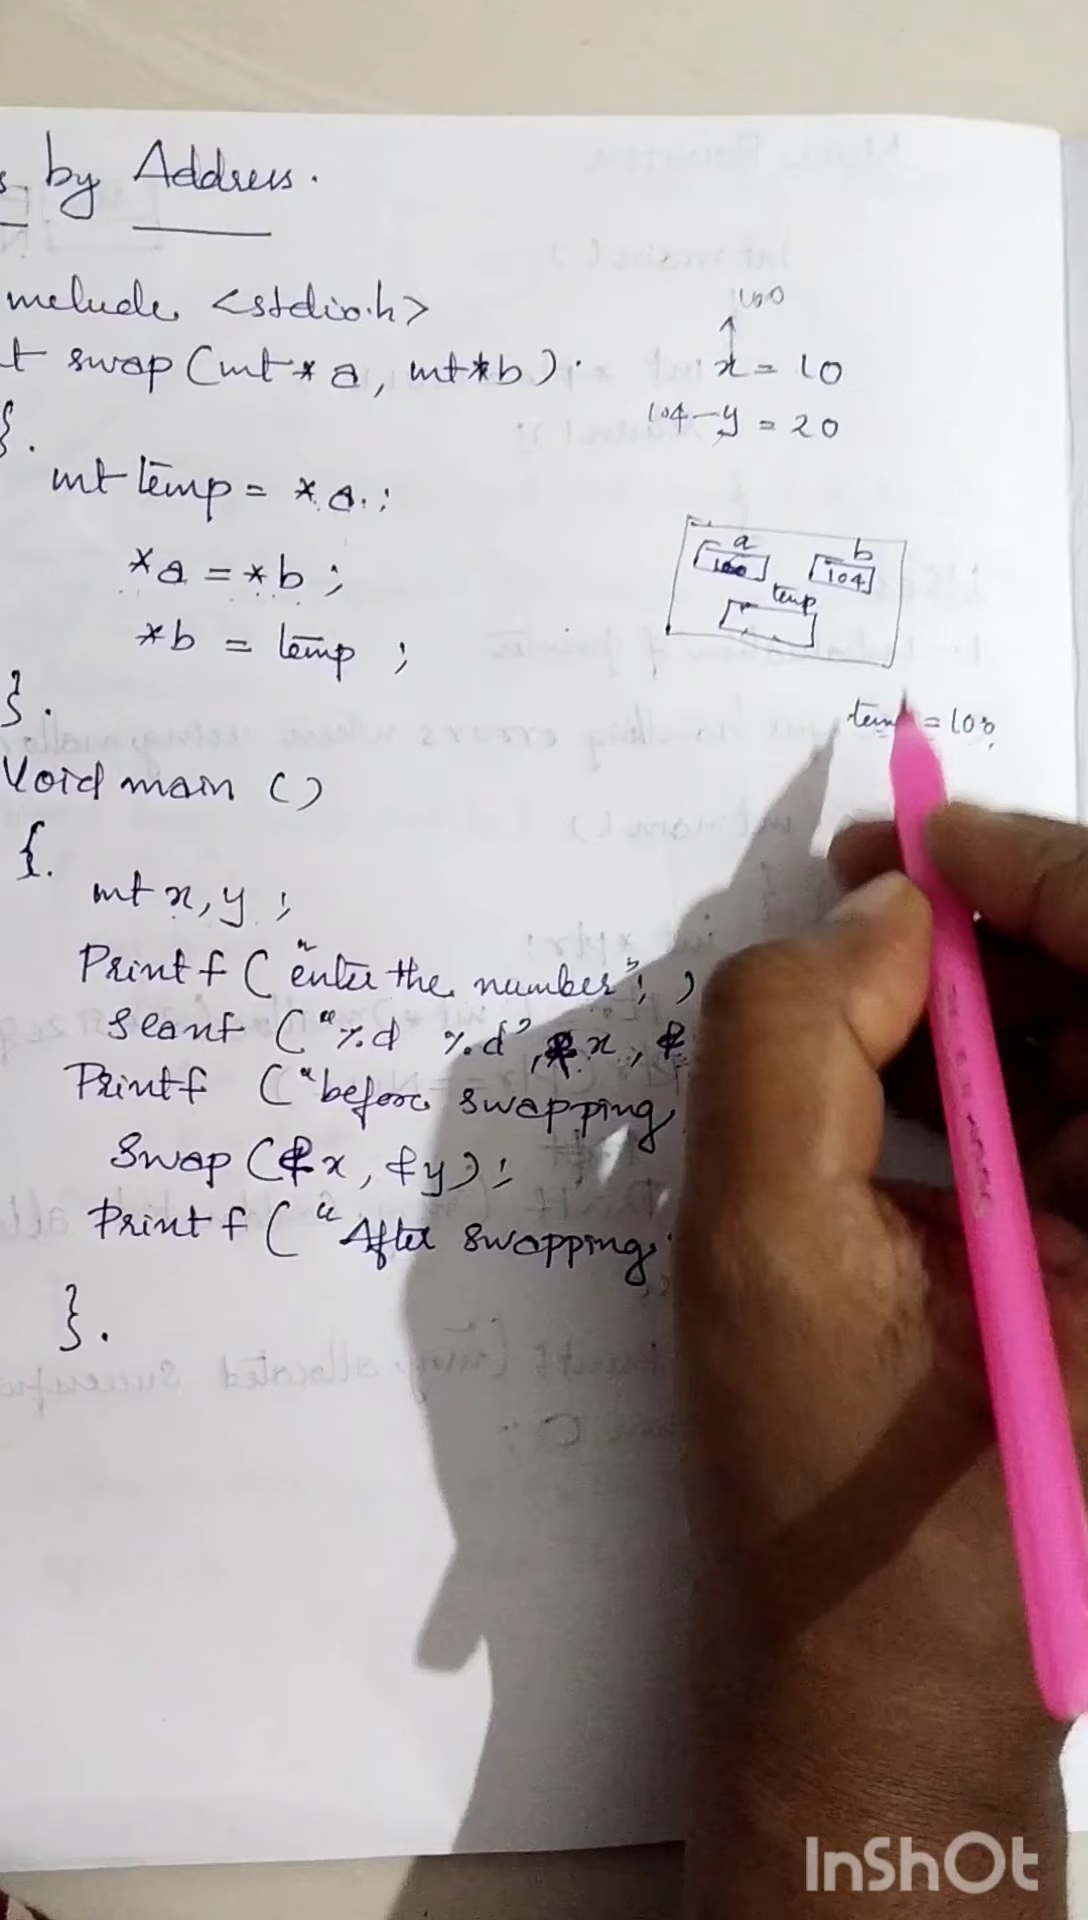 s by Address.
include <stdio.h>
t swap (int * a, int * b).
}.
int temp = * a. ;
*a = *b ;
*b = temp ;
}.
Void main ()
{.
int x, y ;
Printf ("enter the number"; )
Scanf ("%d %d", &x, &
Printf ("before swapping
Swap (&x, &y) ;
Printf ("After swapping
}.
100
x = 10
104 - y = 20
a b
100 104
temp
= 100
InShOt